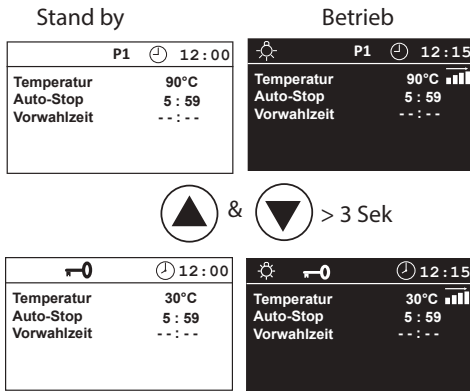 Stand by Betrieb
P1 12:00 P1 12:15
Temperatur 90°C Temperatur 90°C
Auto-Stop 5 : 59 Auto-Stop 5 : 59
Vorwahlzeit - - : - - Vorwahlzeit - - : - -
& > 3 Sek
12:00 12:15
Temperatur 30°C Temperatur 30°C
Auto-Stop 5 : 59 Auto-Stop 5 : 59
Vorwahlzeit - - : - - Vorwahlzeit - - : - -